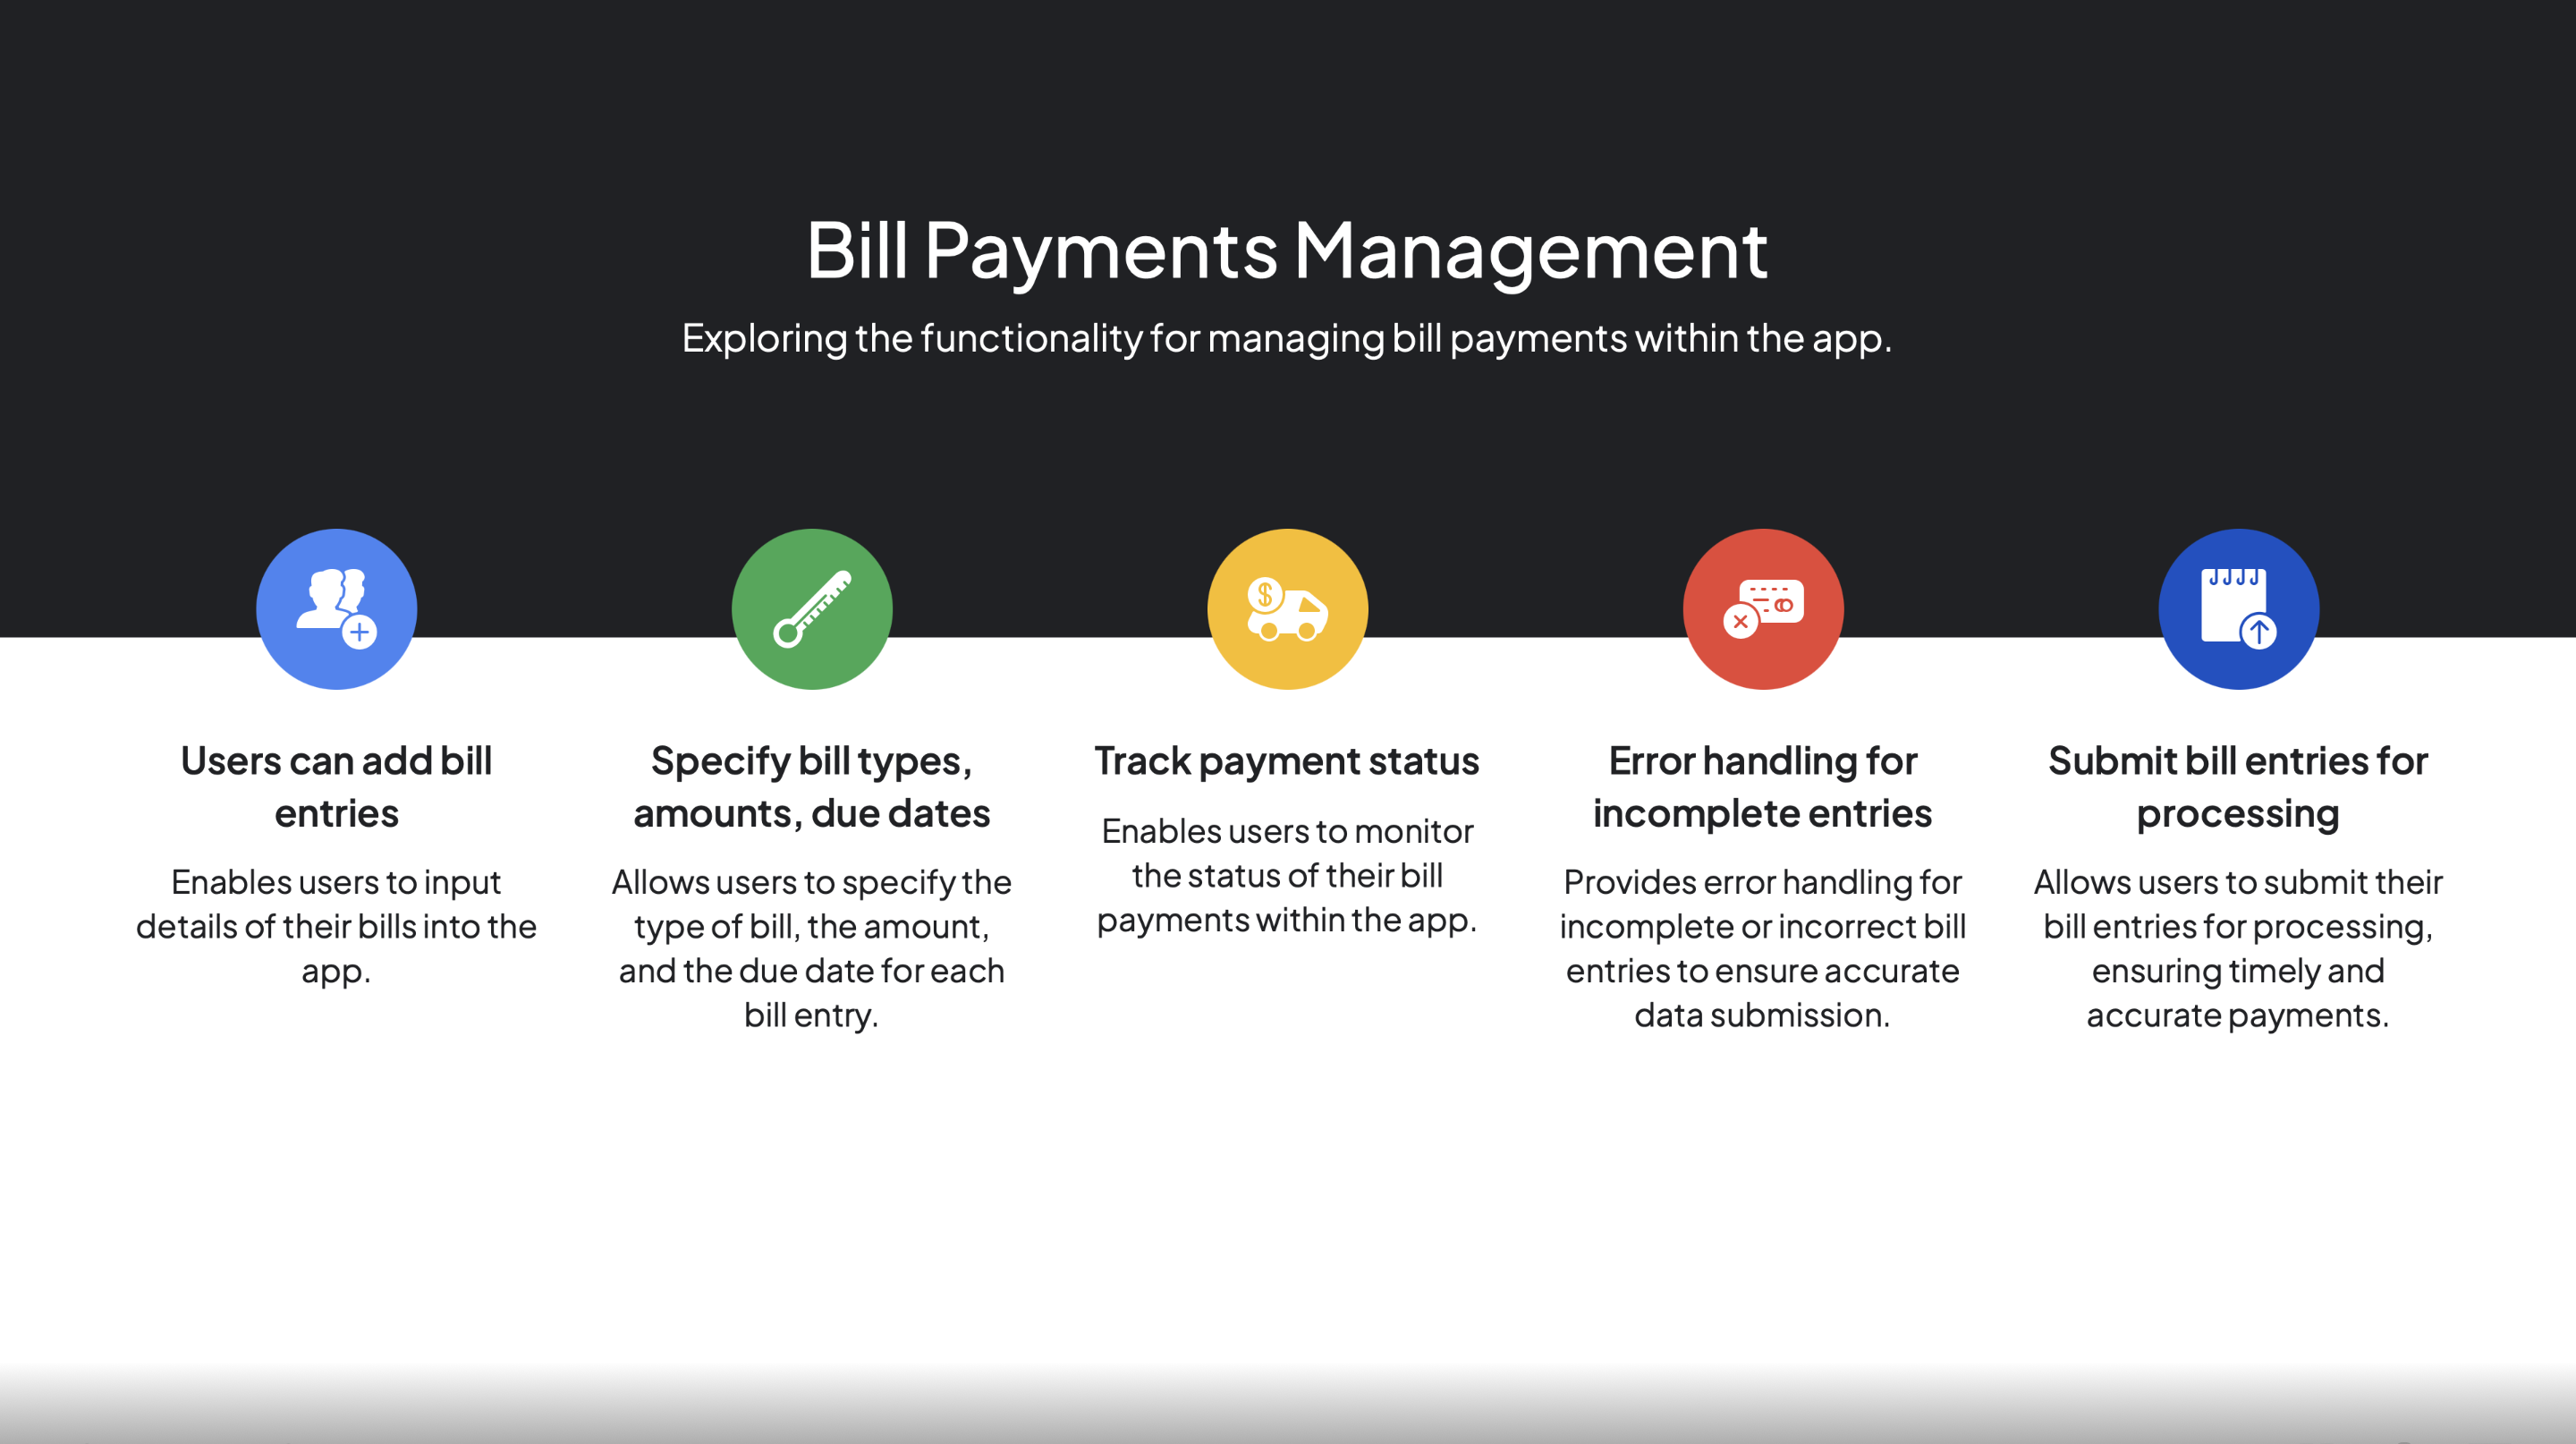 Bill Payments Management
Exploring the functionality for managing bill payments within the app.
$
Users can add bill
entries
Enables users to input
details of their bills into the
app.
Specify bill types,
amounts, due dates
Allows users to specify the
type of bill, the amount,
and the due date for each
bill entry.
Track payment status
Enables users to monitor
the status of their bill
payments within the app.
Error handling for
incomplete entries
Provides error handling for
incomplete or incorrect bill
entries to ensure accurate
data submission.
Submit bill entries for
processing
Allows users to submit their
bill entries for processing,
ensuring timely and
accurate payments.